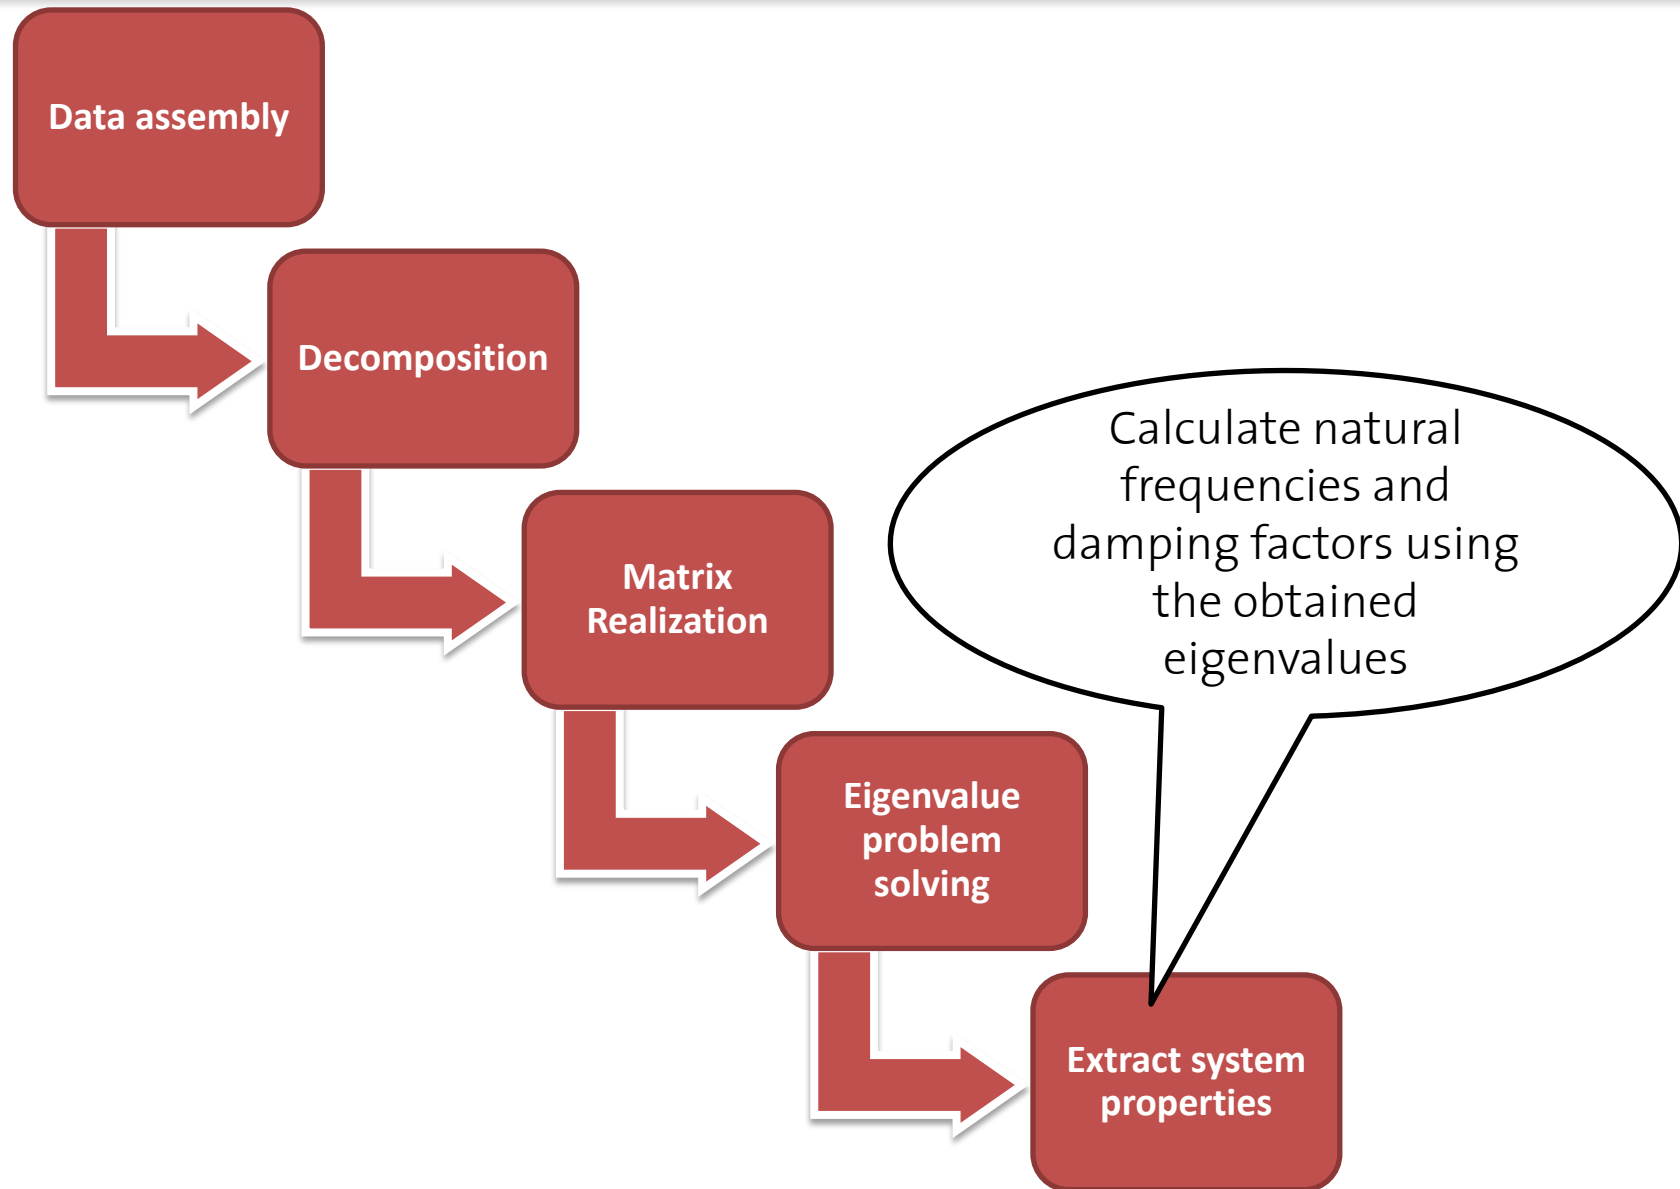 Data assembly
Decomposition
Matrix
Realization
Eigenvalue
problem
solving
Extract system
properties
Calculate natural
frequencies and
damping factors using
the obtained
eigenvalues